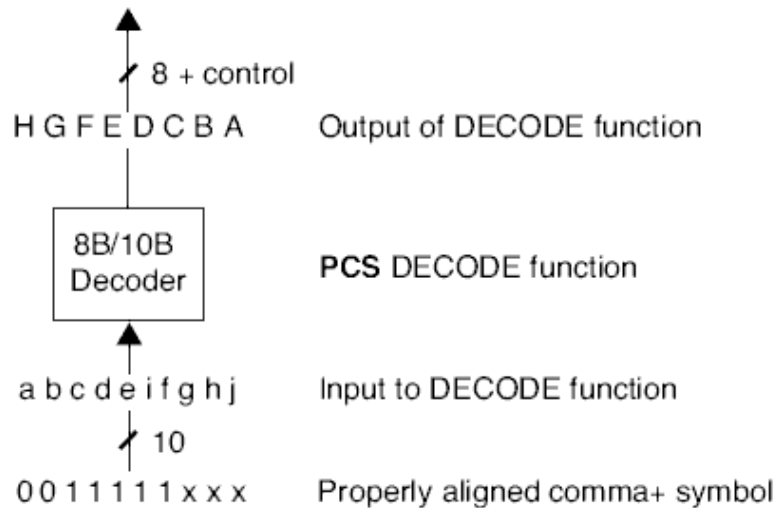 8 + control
H G F E D C B A Output of DECODE function
8B/10B
Decoder
PCS DECODE function
a b c d e i f g h j Input to DECODE function
10
0 0 1 1 1 1 1 x x x Properly aligned comma+ symbol